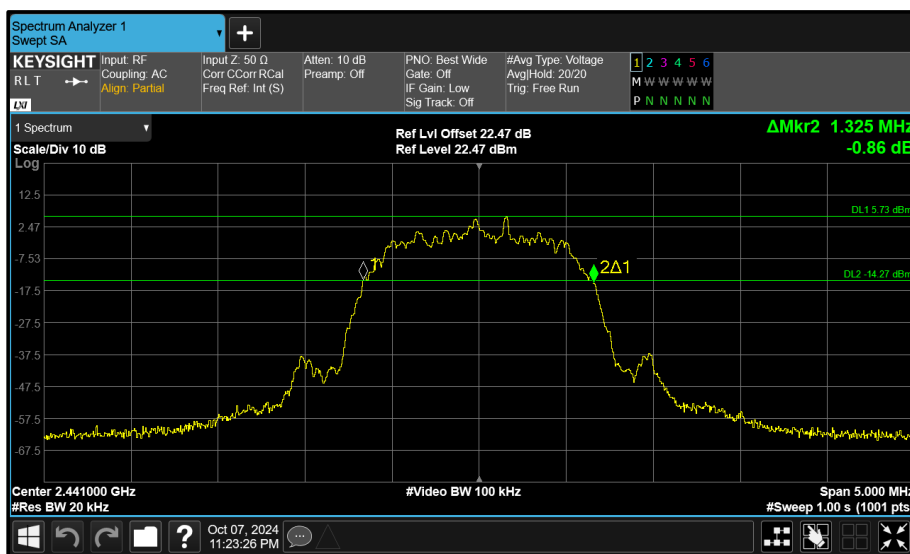 Spectrum Analyzer 1
Swept SA
▼
+
KEYSIGHT
R L T
LXI
Input: RF
Coupling: AC
Align: Partial
Input Z: 50 Ω
Corr CCorr RCal
Freq Ref: Int (S)
Atten: 10 dB
Preamp: Off
PNO: Best Wide
Gate: Off
IF Gain: Low
Sig Track: Off
#Avg Type: Voltage
Avg|Hold: 20/20
Trig: Free Run
1 2 3 4 5 6
M W W W W W
P N N N N N
1 Spectrum ▼
Scale/Div 10 dB
Log
Ref Lvl Offset 22.47 dB
Ref Level 22.47 dBm
ΔMkr2 1.325 MHz
-0.86 dB
12.5
DL1 5.73 dBm
2.47
-7.53
1
2Δ1
DL2 -14.27 dBm
-17.5
-27.5
-37.5
-47.5
-57.5
-67.5
Center 2.441000 GHz
#Video BW 100 kHz
Span 5.000 MHz
#Res BW 20 kHz
#Sweep 1.00 s (1001 pts
?
Oct 07, 2024
11:23:26 PM